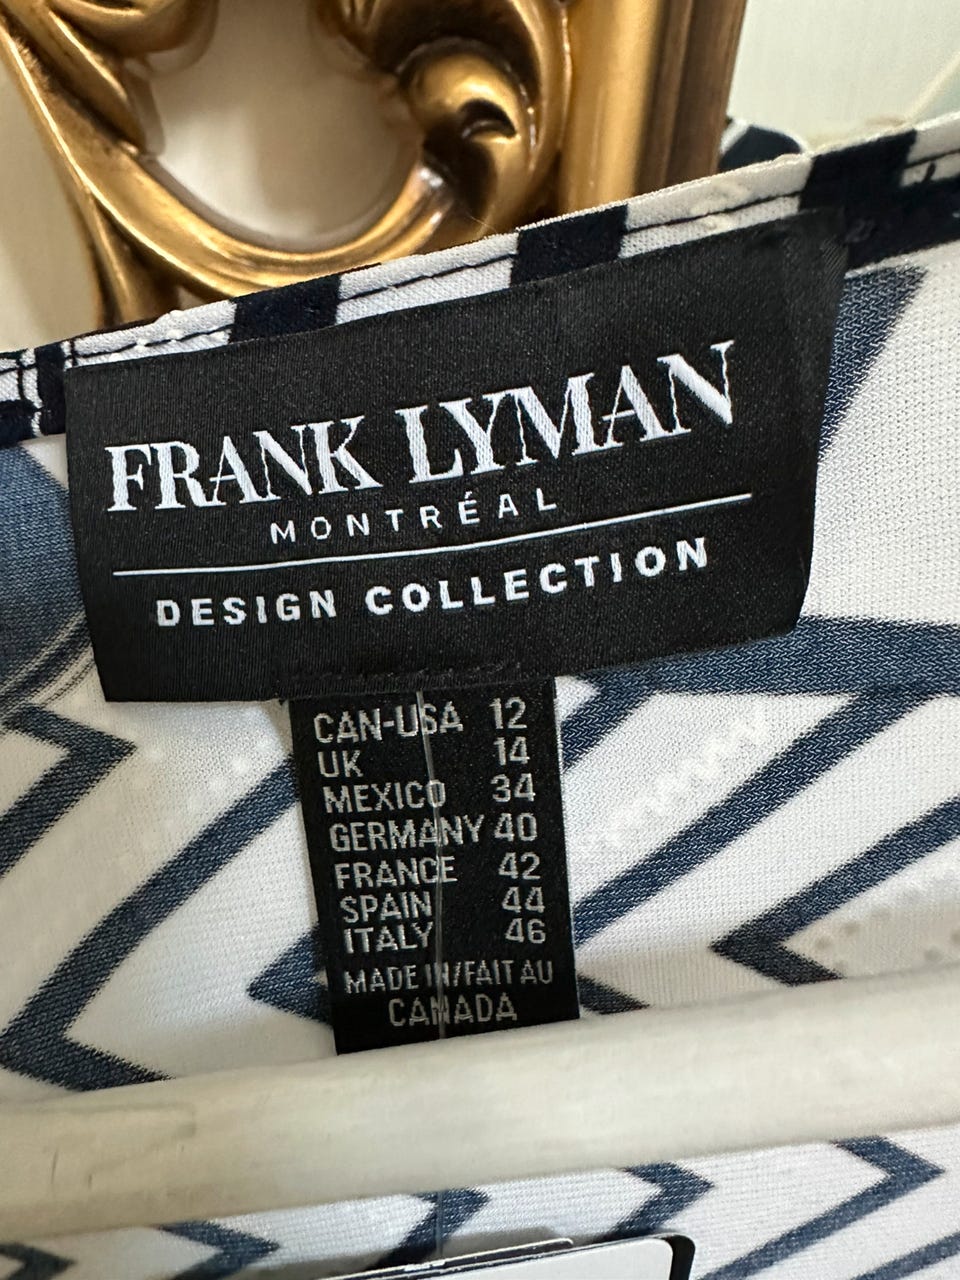 FRANK LYMAN
MONTRÉAL
DESIGN COLLECTION
CAN-USA 12
UK 14
MEXICO 34
GERMANY 40
FRANCE 42
SPAIN 44
ITALY 46
MADE IN/FAIT AU
CANADA